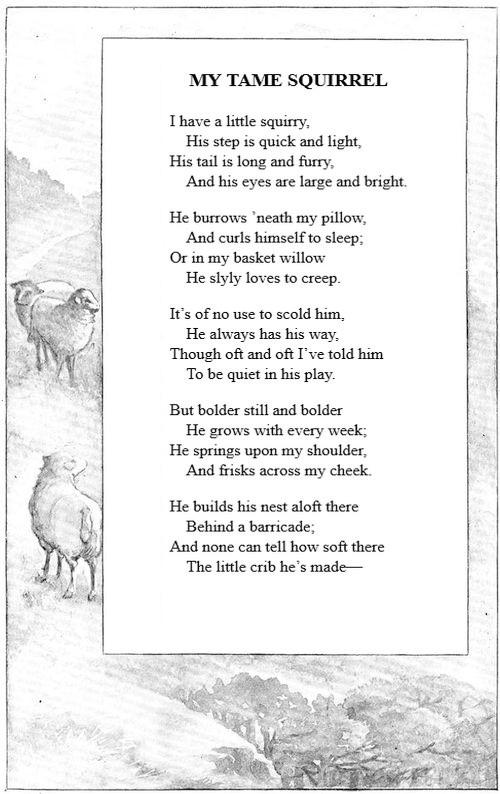 MY TAME SQUIRREL
I have a little squirry,
His step is quick and light,
His tail is long and furry,
And his eyes are large and bright.
He burrows ’neath my pillow,
And curls himself to sleep;
Or in my basket willow
He slyly loves to creep.
It’s of no use to scold him,
He always has his way,
Though oft and oft I’ve told him
To be quiet in his play.
But bolder still and bolder
He grows with every week;
He springs upon my shoulder,
And frisks across my cheek.
He builds his nest aloft there
Behind a barricade;
And none can tell how soft there
The little crib he’s made—